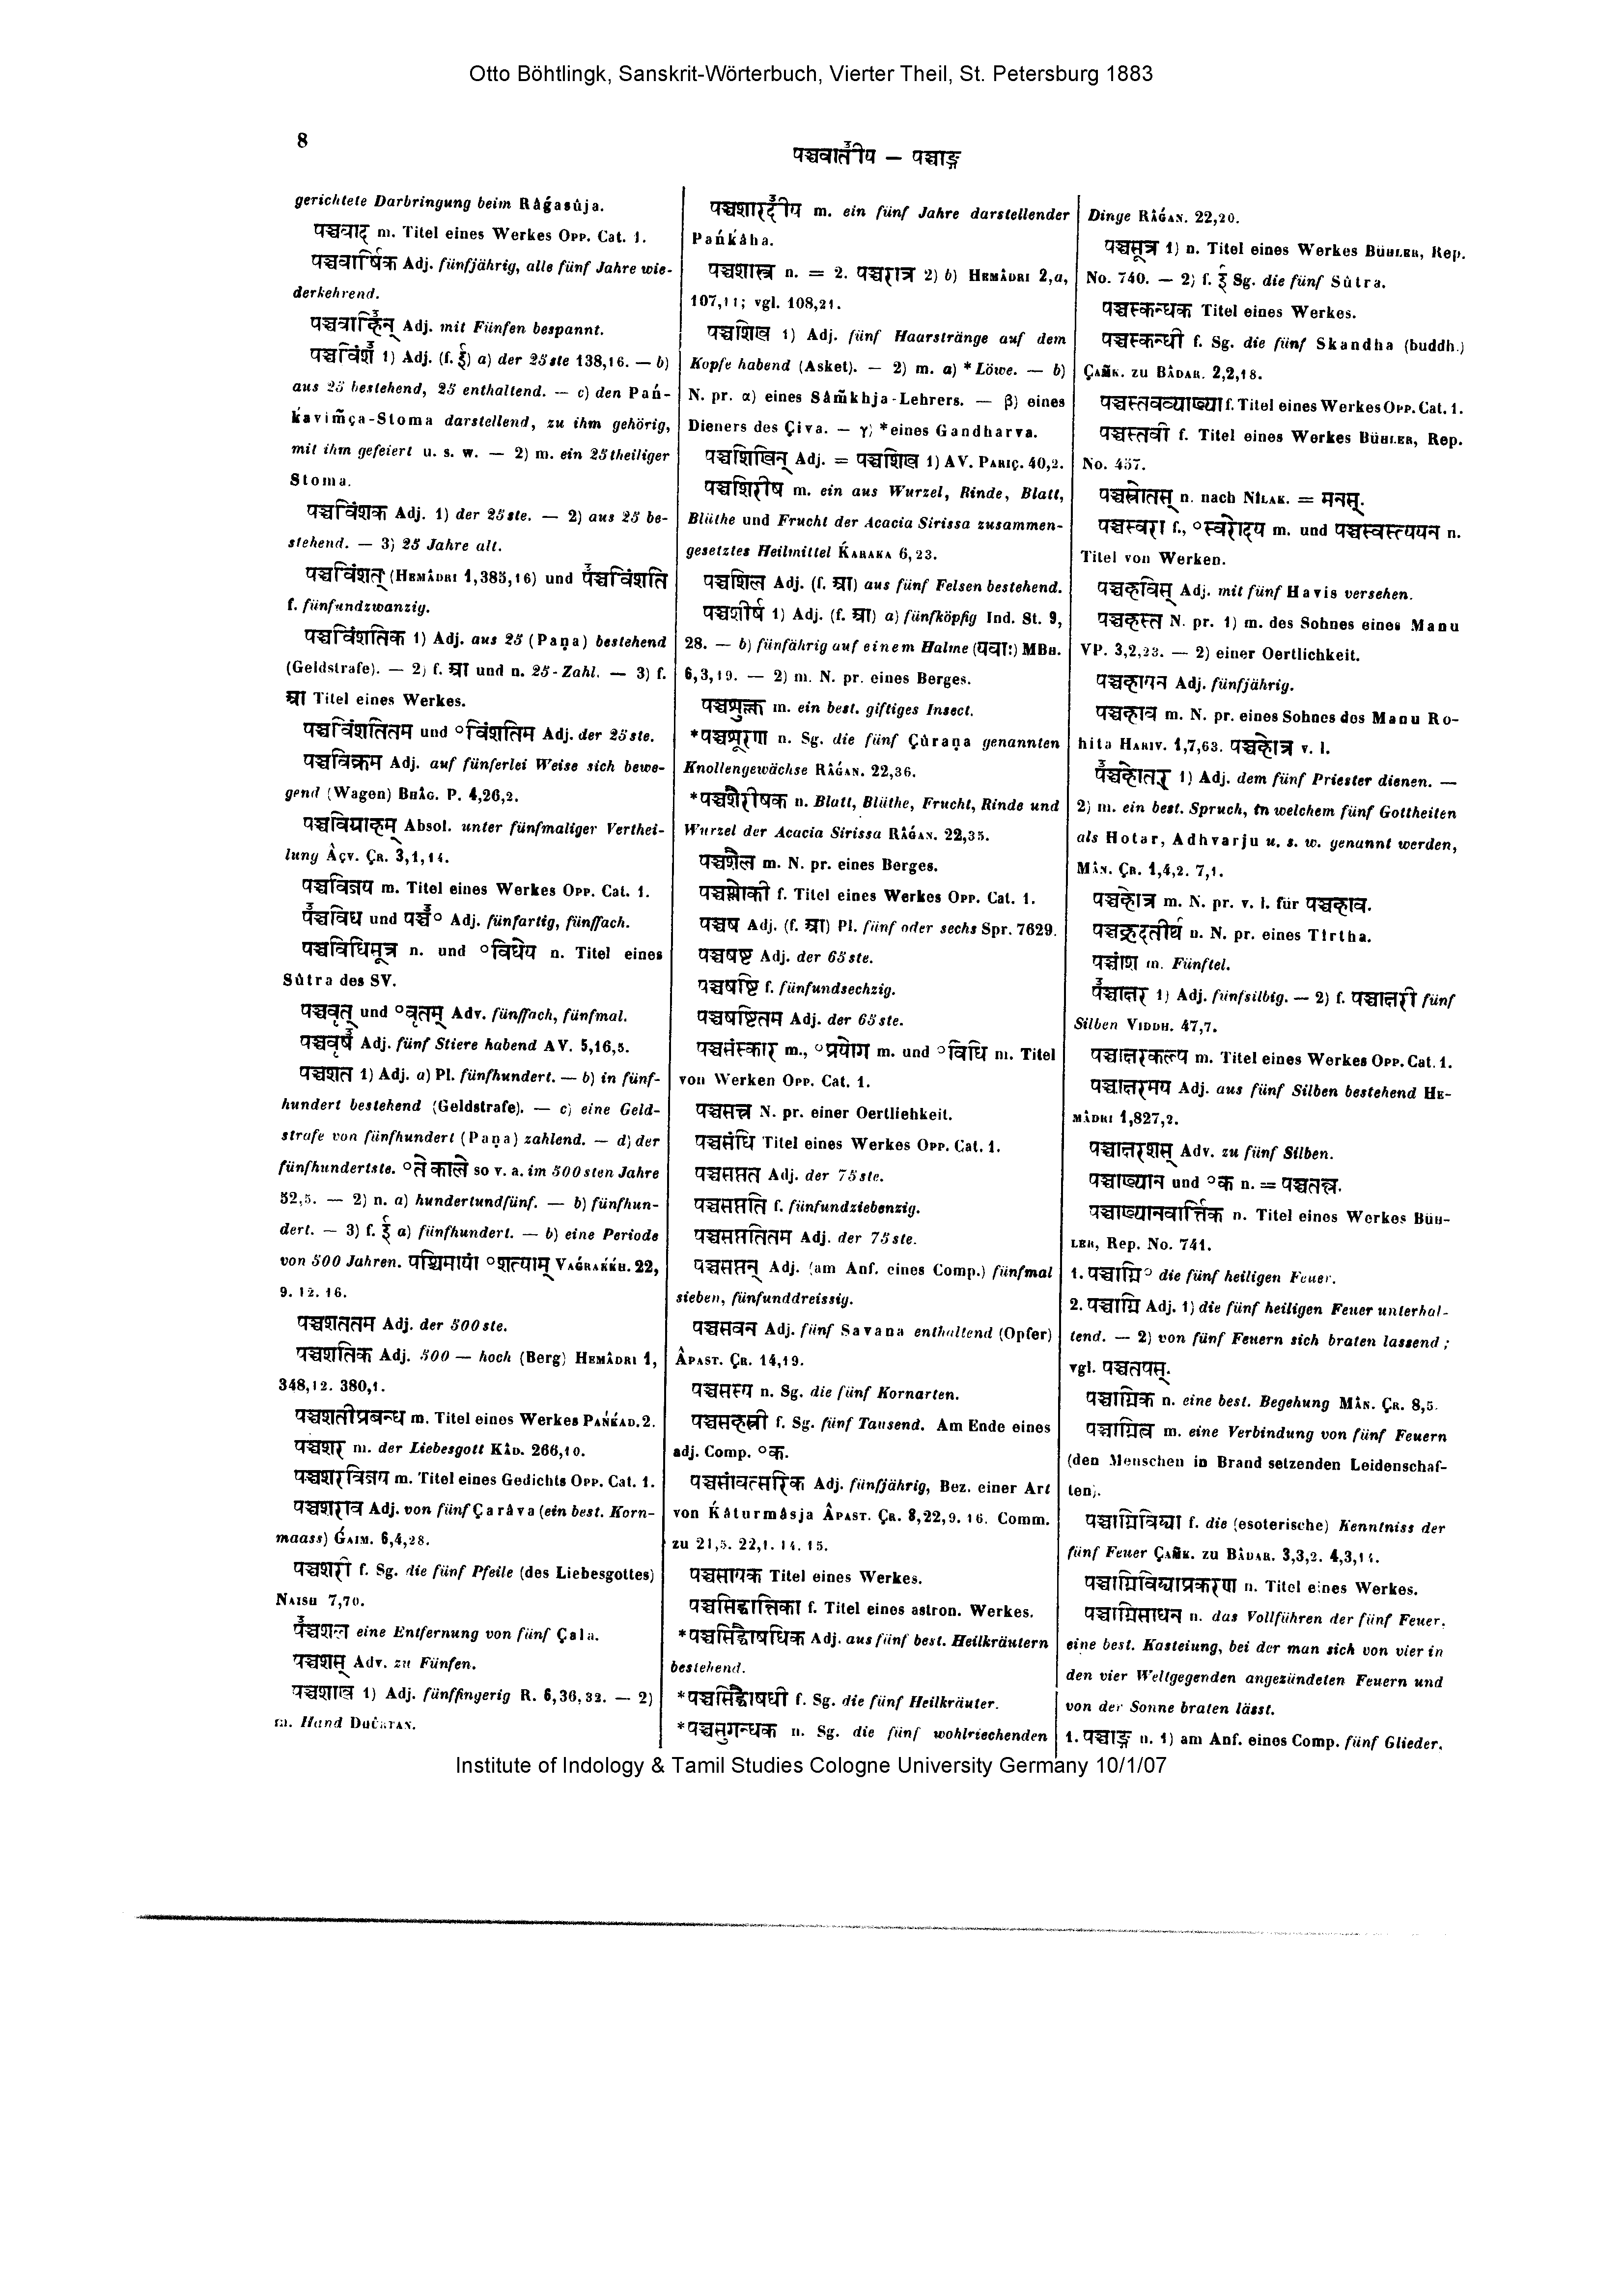 Otto Böhtlingk, Sanskrit-Wörterbuch, Vierter Theil, St. Petersburg 1883
8
पञ्चवातीय — पञ्चाङ्ग
gerichtete Darbringung beim Râǵasûja.
पञ्चवाद m. Titel eines Werkes Opp. Cat. 1.
पञ्चवार्षिक Adj. fünfjährig, alle fünf Jahre wie-
derkehrend.
पञ्चवाहिन् Adj. mit Fünfen bespannt.
पञ्चविंश 1) Adj. (f. ई) a) der 25ste 138,16. — b)
aus 25 bestehend, 25 enthaltend. — c) den Pań-
ḱaviṁça-Stoma darstellend, zu ihm gehörig,
mit ihm gefeiert u. s. w. — 2) m. ein 25theiliger
Stoma.
पञ्चविंशक Adj. 1) der 25ste. — 2) aus 25 be-
stehend. — 3) 25 Jahre alt.
पञ्चविंशत् (Hemâdri 1,385,16) und पञ्चविंशति
f. fünfundzwanzig.
पञ्चविंशतिक 1) Adj. aus 25 (Paṇa) bestehend
(Geldstrafe). — 2) f. आ und n. 25-Zahl. — 3) f.
आ Titel eines Werkes.
पञ्चविंशतितम und °विंशतिम Adj. der 25ste.
पञ्चविक्रम Adj. auf fünferlei Weise sich bewe-
gend (Wagen) Bhâg. P. 4,26,2.
पञ्चविग्राहम् Absol. unter fünfmaliger Verthei-
lung Âçv. Çr. 3,1,14.
पञ्चविजय m. Titel eines Werkes Opp. Cat. 1.
पञ्चविध und पञ्च° Adj. fünfartig, fünffach.
पञ्चविधिसूत्र n. und °विधेय n. Titel eines
Sûtra des SV.
पञ्चवृत् und °वृतम् Adv. fünffach, fünfmal.
पञ्चवृष Adj. fünf Stiere habend AV. 5,16,5.
पञ्चशत 1) Adj. a) Pl. fünfhundert. — b) in fünf-
hundert bestehend (Geldstrafe). — c) eine Geld-
strafe von fünfhundert (Paṇa) zahlend. — d) der
fünfhundertste. °ते काले so v. a. im 500sten Jahre
52,5. — 2) n. a) hundertundfünf. — b) fünfhun-
dert. — 3) f. ई a) fünfhundert. — b) eine Periode
von 500 Jahren. पश्चिमायां °शत्याम् Vaǵrakḱh. 22,
9. 12. 16.
पञ्चशततम Adj. der 500ste.
पञ्चशतिक Adj. 500 — hoch (Berg) Hemâdri 1,
348,12. 380,1.
पञ्चशतीप्रबन्ध m. Titel eines Werkes Pańḱad. 2.
पञ्चशर m. der Liebesgott Kâd. 266,10.
पञ्चशरविजय m. Titel eines Gedichts Opp. Cat. 1.
पञ्चशराव Adj. von fünf Çarâva (ein best. Korn-
maass) Ǵaim. 6,4,28.
पञ्चशरी f. Sg. die fünf Pfeile (des Liebesgottes)
Naish 7,70.
पञ्चशल eine Entfernung von fünf Çala.
पञ्चशस् Adv. zu Fünfen.
पञ्चशाख 1) Adj. fünffingerig R. 6,36,32. — 2)
m. Hand
पञ्चशारदीय m. ein fünf Jahre darstellender
Pańḱâha.
पञ्चशास्त्र n. = 2. पञ्चरात्र 2) b) Hemâdri 2,a,
107,11; vgl. 108,21.
पञ्चशिख 1) Adj. fünf Haarstränge auf dem
Kopfe habend (Asket). — 2) m. a) *Löwe. — b)
N. pr. α) eines Sâṁkhja-Lehrers. — β) eines
Dieners des Çiva. — γ) *eines Gandharva.
पञ्चशिखिन् Adj. = पञ्चशिख 1) AV. Pariç. 40,2.
पञ्चशिरीष m. ein aus Wurzel, Rinde, Blatt,
Blüthe und Frucht der Acacia Sirissa zusammen-
gesetztes Heilmittel Ḱaraka 6,23.
पञ्चशिल Adj. (f. आ) aus fünf Felsen bestehend.
पञ्चशीर्ष 1) Adj. (f. आ) a) fünfköpfig Ind. St. 9,
28. — b) fünfährig auf einem Halme (यवाः) MBh.
6,3,19. — 2) m. N. pr. eines Berges.
पञ्चशुक्ल m. ein best. giftiges Insect.
*पञ्चशूरण n. Sg. die fünf Çûraṇa genannten
Knollengewächse Râǵan. 22,36.
*पञ्चशैरीषक n. Blatt, Blüthe, Frucht, Rinde und
Wurzel der Acacia Sirissa Râǵan. 22,35.
पञ्चशैल m. N. pr. eines Berges.
पञ्चश्लोकी f. Titel eines Werkes Opp. Cat. 1.
पञ्चष Adj. (f. आ) Pl. fünf oder sechs Spr. 7629.
पञ्चषष्ट Adj. der 65ste.
पञ्चषष्टि f. fünfundsechzig.
पञ्चषष्टितम Adj. der 65ste.
पञ्चसंस्कार m., °प्रयोग m. und °विधि m. Titel
von Werken Opp. Cat. 1.
पञ्चसत्त्र N. pr. einer Oertlichkeit.
पञ्चसंधि Titel eines Werkes Opp. Cat. 1.
पञ्चसप्तत Adj. der 75ste.
पञ्चसप्तति f. fünfundziebenzig.
पञ्चसप्ततितम Adj. der 75ste.
पञ्चसप्तन् Adj. (am Anf. eines Comp.) fünfmal
sieben, fünfunddreissig.
पञ्चसवन Adj. fünf Savana enthaltend (Opfer)
Âpast. Çr. 14,19.
पञ्चसस्य n. Sg. die fünf Kornarten.
पञ्चसहस्री f. Sg. fünf Tausend. Am Ende eines
adj. Comp. °क.
पञ्चसांवत्सरिक Adj. fünfjährig, Bez. einer Art
von Ḱâturmâsja Âpast. Çr. 8,22,9. 16. Comm.
zu 21,5. 22,1. 14. 15.
पञ्चसायक Titel eines Werkes.
पञ्चसिद्धान्तिका f. Titel eines astron. Werkes.
*पञ्चसिद्धौषधिक Adj. aus fünf best. Heilkräutern
bestehend.
*पञ्चसिद्धौषधी f. Sg. die fünf Heilkräuter.
*पञ्चसुगन्धक n. Sg. die fünf wohlriechenden
Dinge Râǵan. 22,20.
पञ्चसूत्र 1) n. Titel eines Werkes Bühler, Rep.
No. 740. — 2) f. ई Sg. die fünf Sûtra.
पञ्चस्कन्धक Titel eines Werkes.
पञ्चस्कन्धी f. Sg. die fünf Skandha (buddh.)
Çaṁk. zu Bâdar. 2,2,18.
पञ्चस्तवव्याख्या f. Titel eines Werkes Opp. Cat. 1.
पञ्चस्तवी f. Titel eines Werkes Bühler, Rep.
No. 457.
पञ्चस्रोतस् n. nach Nîlak. = मनस्.
पञ्चस्वरा f., °स्वरोदय m. und पञ्चस्वस्त्ययन n.
Titel von Werken.
पञ्चहविस् Adj. mit fünf Havis versehen.
पञ्चहस्त N. pr. 1) m. des Sohnes eines Manu
VP. 3,2,23. — 2) einer Oertlichkeit.
पञ्चहायन Adj. fünfjährig.
पञ्चहाव m. N. pr. eines Sohnes des Manu Ro-
hita Hariv. 1,7,63. पञ्चहोत्र v. l.
पञ्चहोतर् 1) Adj. dem fünf Priester dienen. —
2) m. ein best. Spruch, in welchem fünf Gottheiten
als Hotar, Adhvarju u. s. w. genannt werden,
Mân. Çr. 1,4,2. 7,1.
पञ्चहोत्र m. N. pr. v. l. für पञ्चहाव.
पञ्चह्रदतीर्थ n. N. pr. eines Tîrtha.
पञ्चांश m. Fünftel.
पञ्चाक्षर 1) Adj. fünfsilbig. — 2) f. पञ्चाक्षरी fünf
Silben Viddh. 47,7.
पञ्चाक्षरकल्प m. Titel eines Werkes Opp. Cat. 1.
पञ्चाक्षरमय Adj. aus fünf Silben bestehend He-
mâdri 1,827,2.
पञ्चाक्षरशस् Adv. zu fünf Silben.
पञ्चाख्यान und °क n. = पञ्चतन्त्र.
पञ्चाख्यानवार्त्तिक n. Titel eines Werkes Büh-
ler, Rep. No. 741.
1. पञ्चाग्नि° die fünf heiligen Feuer.
2. पञ्चाग्नि Adj. 1) die fünf heiligen Feuer unterhal-
tend. — 2) von fünf Feuern sich braten lassend;
vgl. पञ्चतपस्.
पञ्चाग्निक n. eine best. Begehung Mân. Çr. 8,5.
पञ्चाग्नित्व m. eine Verbindung von fünf Feuern
(den Menschen in Brand setzenden Leidenschaf-
ten).
पञ्चाग्निविद्या f. die (esoterische) Kenntniss der
fünf Feuer Çaṁk. zu Bâdar. 3,3,2. 4,3,14.
पञ्चाग्निविद्याप्रकरण n. Titel eines Werkes.
पञ्चाग्निसाधन n. das Vollführen der fünf Feuer,
eine best. Kasteiung, bei der man sich von vier in
den vier Weltgegenden angezündeten Feuern und
von der Sonne braten lässt.
1. पञ्चाङ्ग n. 1) am Anf. eines Comp. fünf Glieder.
Institute of Indology & Tamil Studies Cologne University Germany 10/1/07